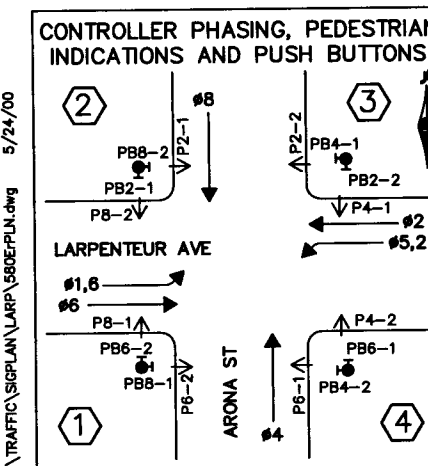 CONTROLLER PHASING, PEDESTRIAN
INDICATIONS AND PUSH BUTTONS
5/24/00
\TRAFFIC\SIGPLAN\LARP\580ErPLN.dwg
2
ø8
3
P2-1
P2-2
PB8-2
PB2-1
P8-2
PB4-1
PB2-2
P4-1
ø2
ø5,2
LARPENTEUR AVE
ø1,6
ø6
P8-1
P4-2
PB6-2
PB8-1
P6-2
PB6-1
PB4-2
P6-1
ARONA ST
ø4
1
4